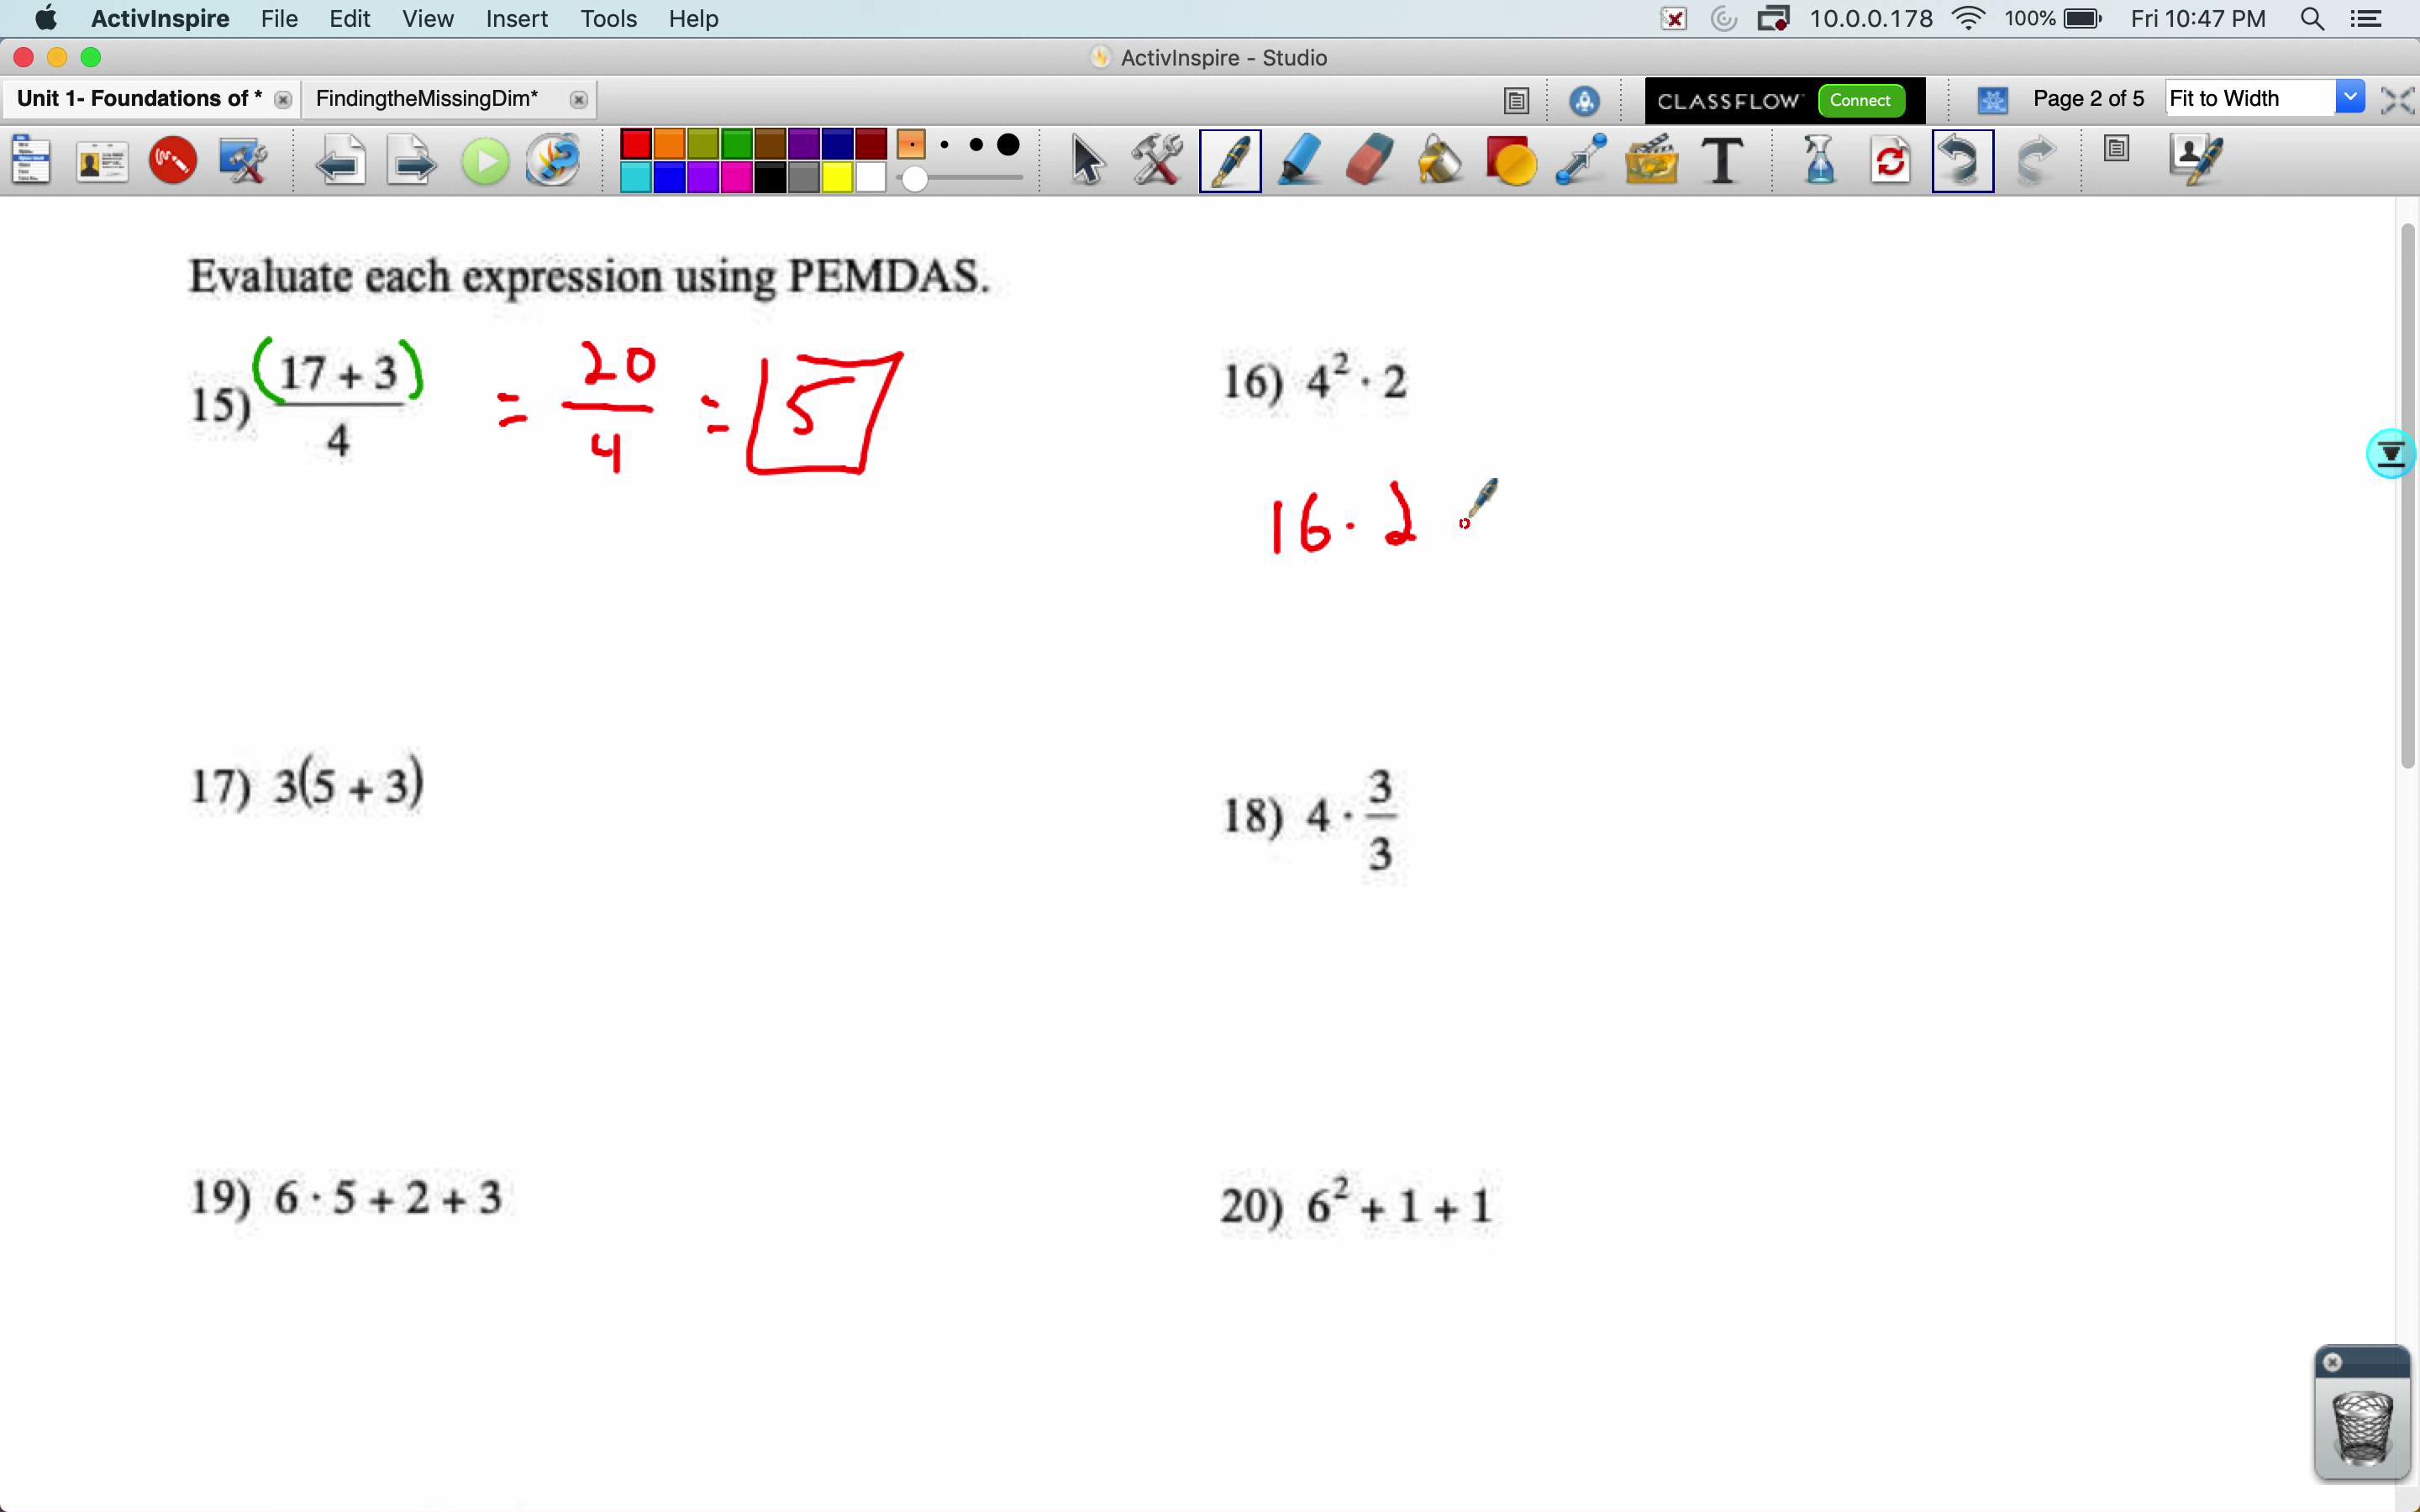 ActivInspire File Edit View Insert Tools Help 10.0.0.178 100% Fri 10:47 PM
ActivInspire - Studio
Unit 1- Foundations of * FindingtheMissingDim* CLASSFLOW Connect Page 2 of 5 Fit to Width
T
Evaluate each expression using PEMDAS.
15) (17 + 3)/4 = 20/4 = 5
16) 4² · 2
16 · 2
17) 3(5 + 3)
18) 4 · 3/3
19) 6 · 5 + 2 + 3
20) 6² + 1 + 1